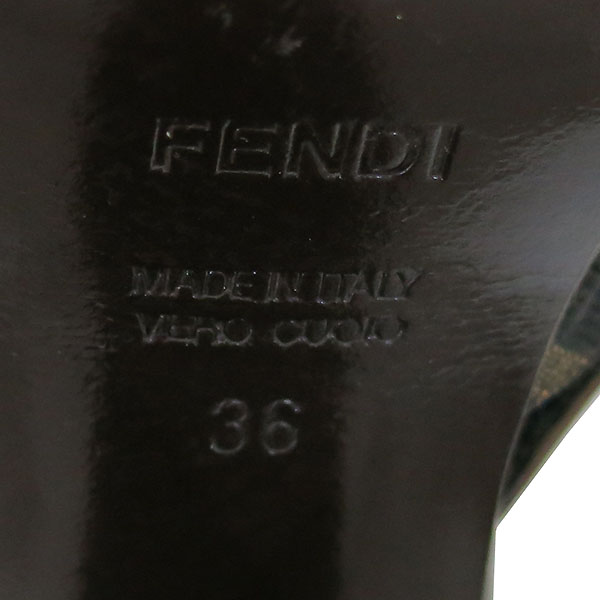 FENDI
MADE IN ITALY
VERO CUOIO
36